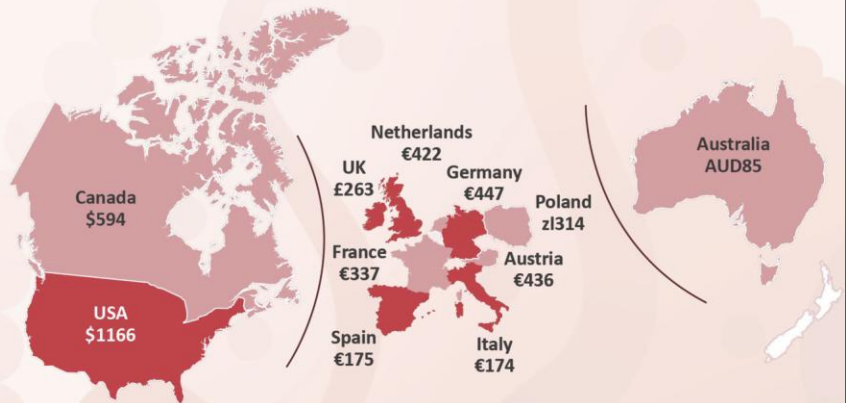 Canada
$594
USA
$1166
Netherlands
€422
UK
£263
Germany
€447
Poland
zl314
France
€337
Austria
€436
Spain
€175
Italy
€174
Australia
AUD85